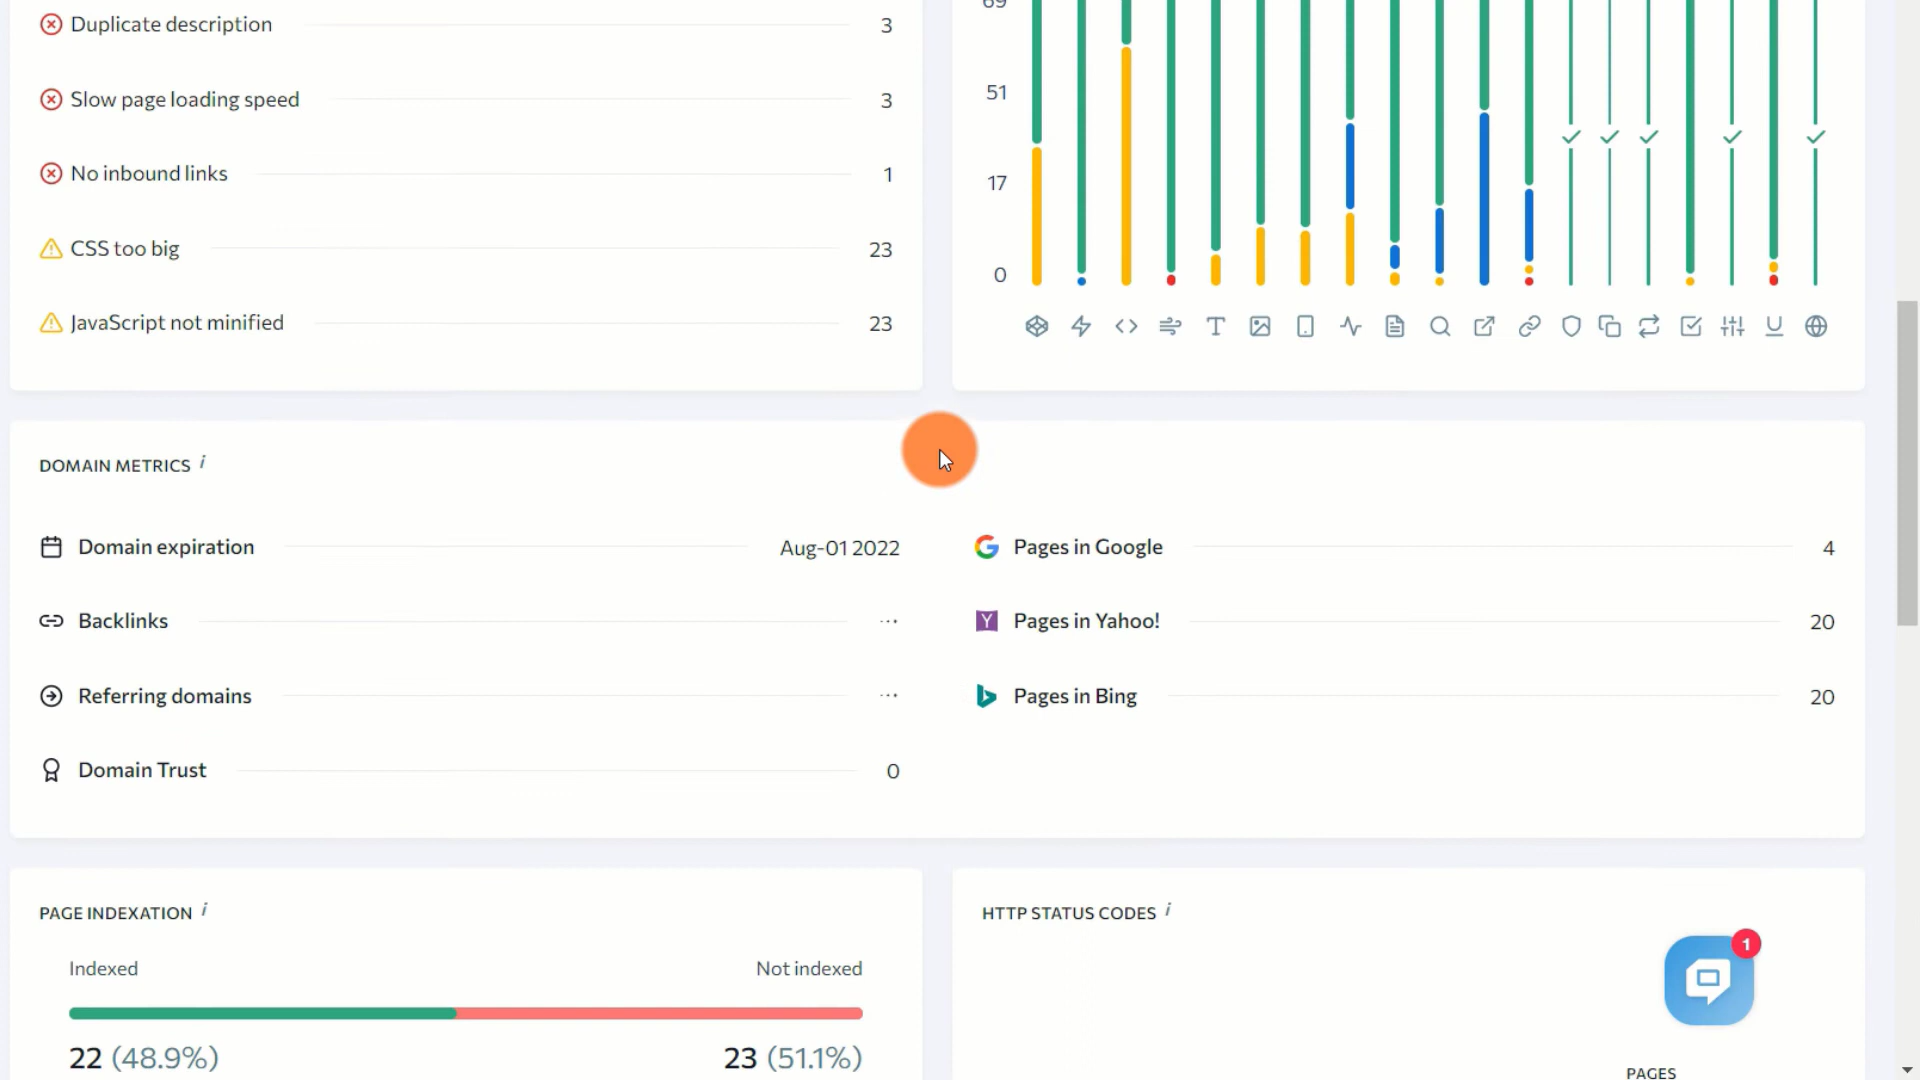 Duplicate description 3
Slow page loading speed 3
No inbound links 1
CSS too big 23
JavaScript not minified 23
69
51
17
0
DOMAIN METRICS i
Domain expiration Aug-01 2022
Backlinks ...
Referring domains ...
Domain Trust 0
Pages in Google 4
Pages in Yahoo! 20
Pages in Bing 20
PAGE INDEXATION i
Indexed Not indexed
22 (48.9%) 23 (51.1%)
HTTP STATUS CODES i
1
PAGES